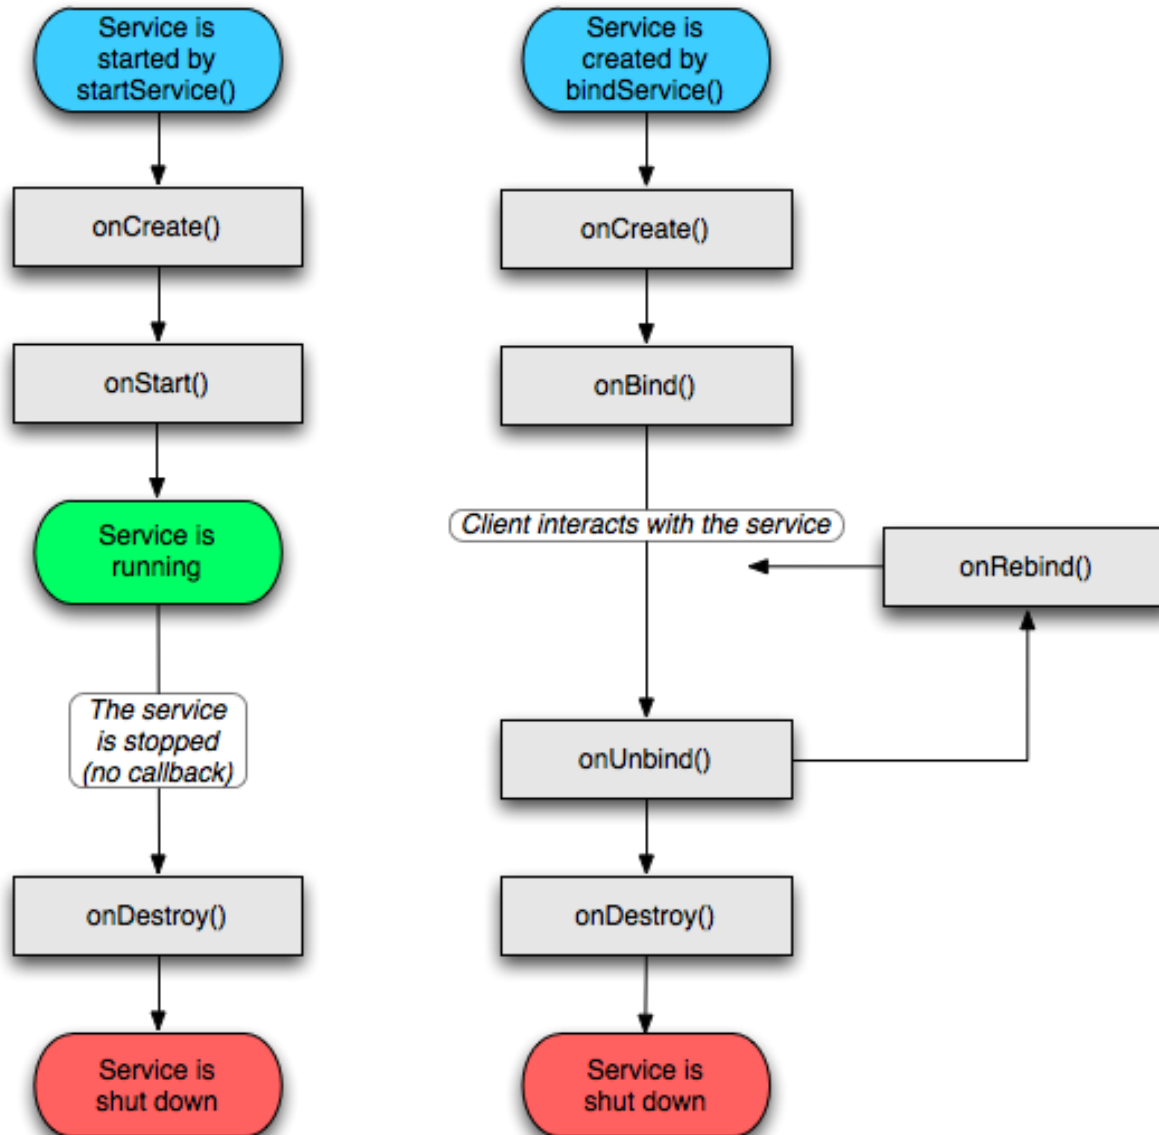 Service is
started by
startService()
onCreate()
onStart()
Service is
running
The service
is stopped
(no callback)
onDestroy()
Service is
shut down
Service is
created by
bindService()
onCreate()
onBind()
Client interacts with the service
onRebind()
onUnbind()
onDestroy()
Service is
shut down